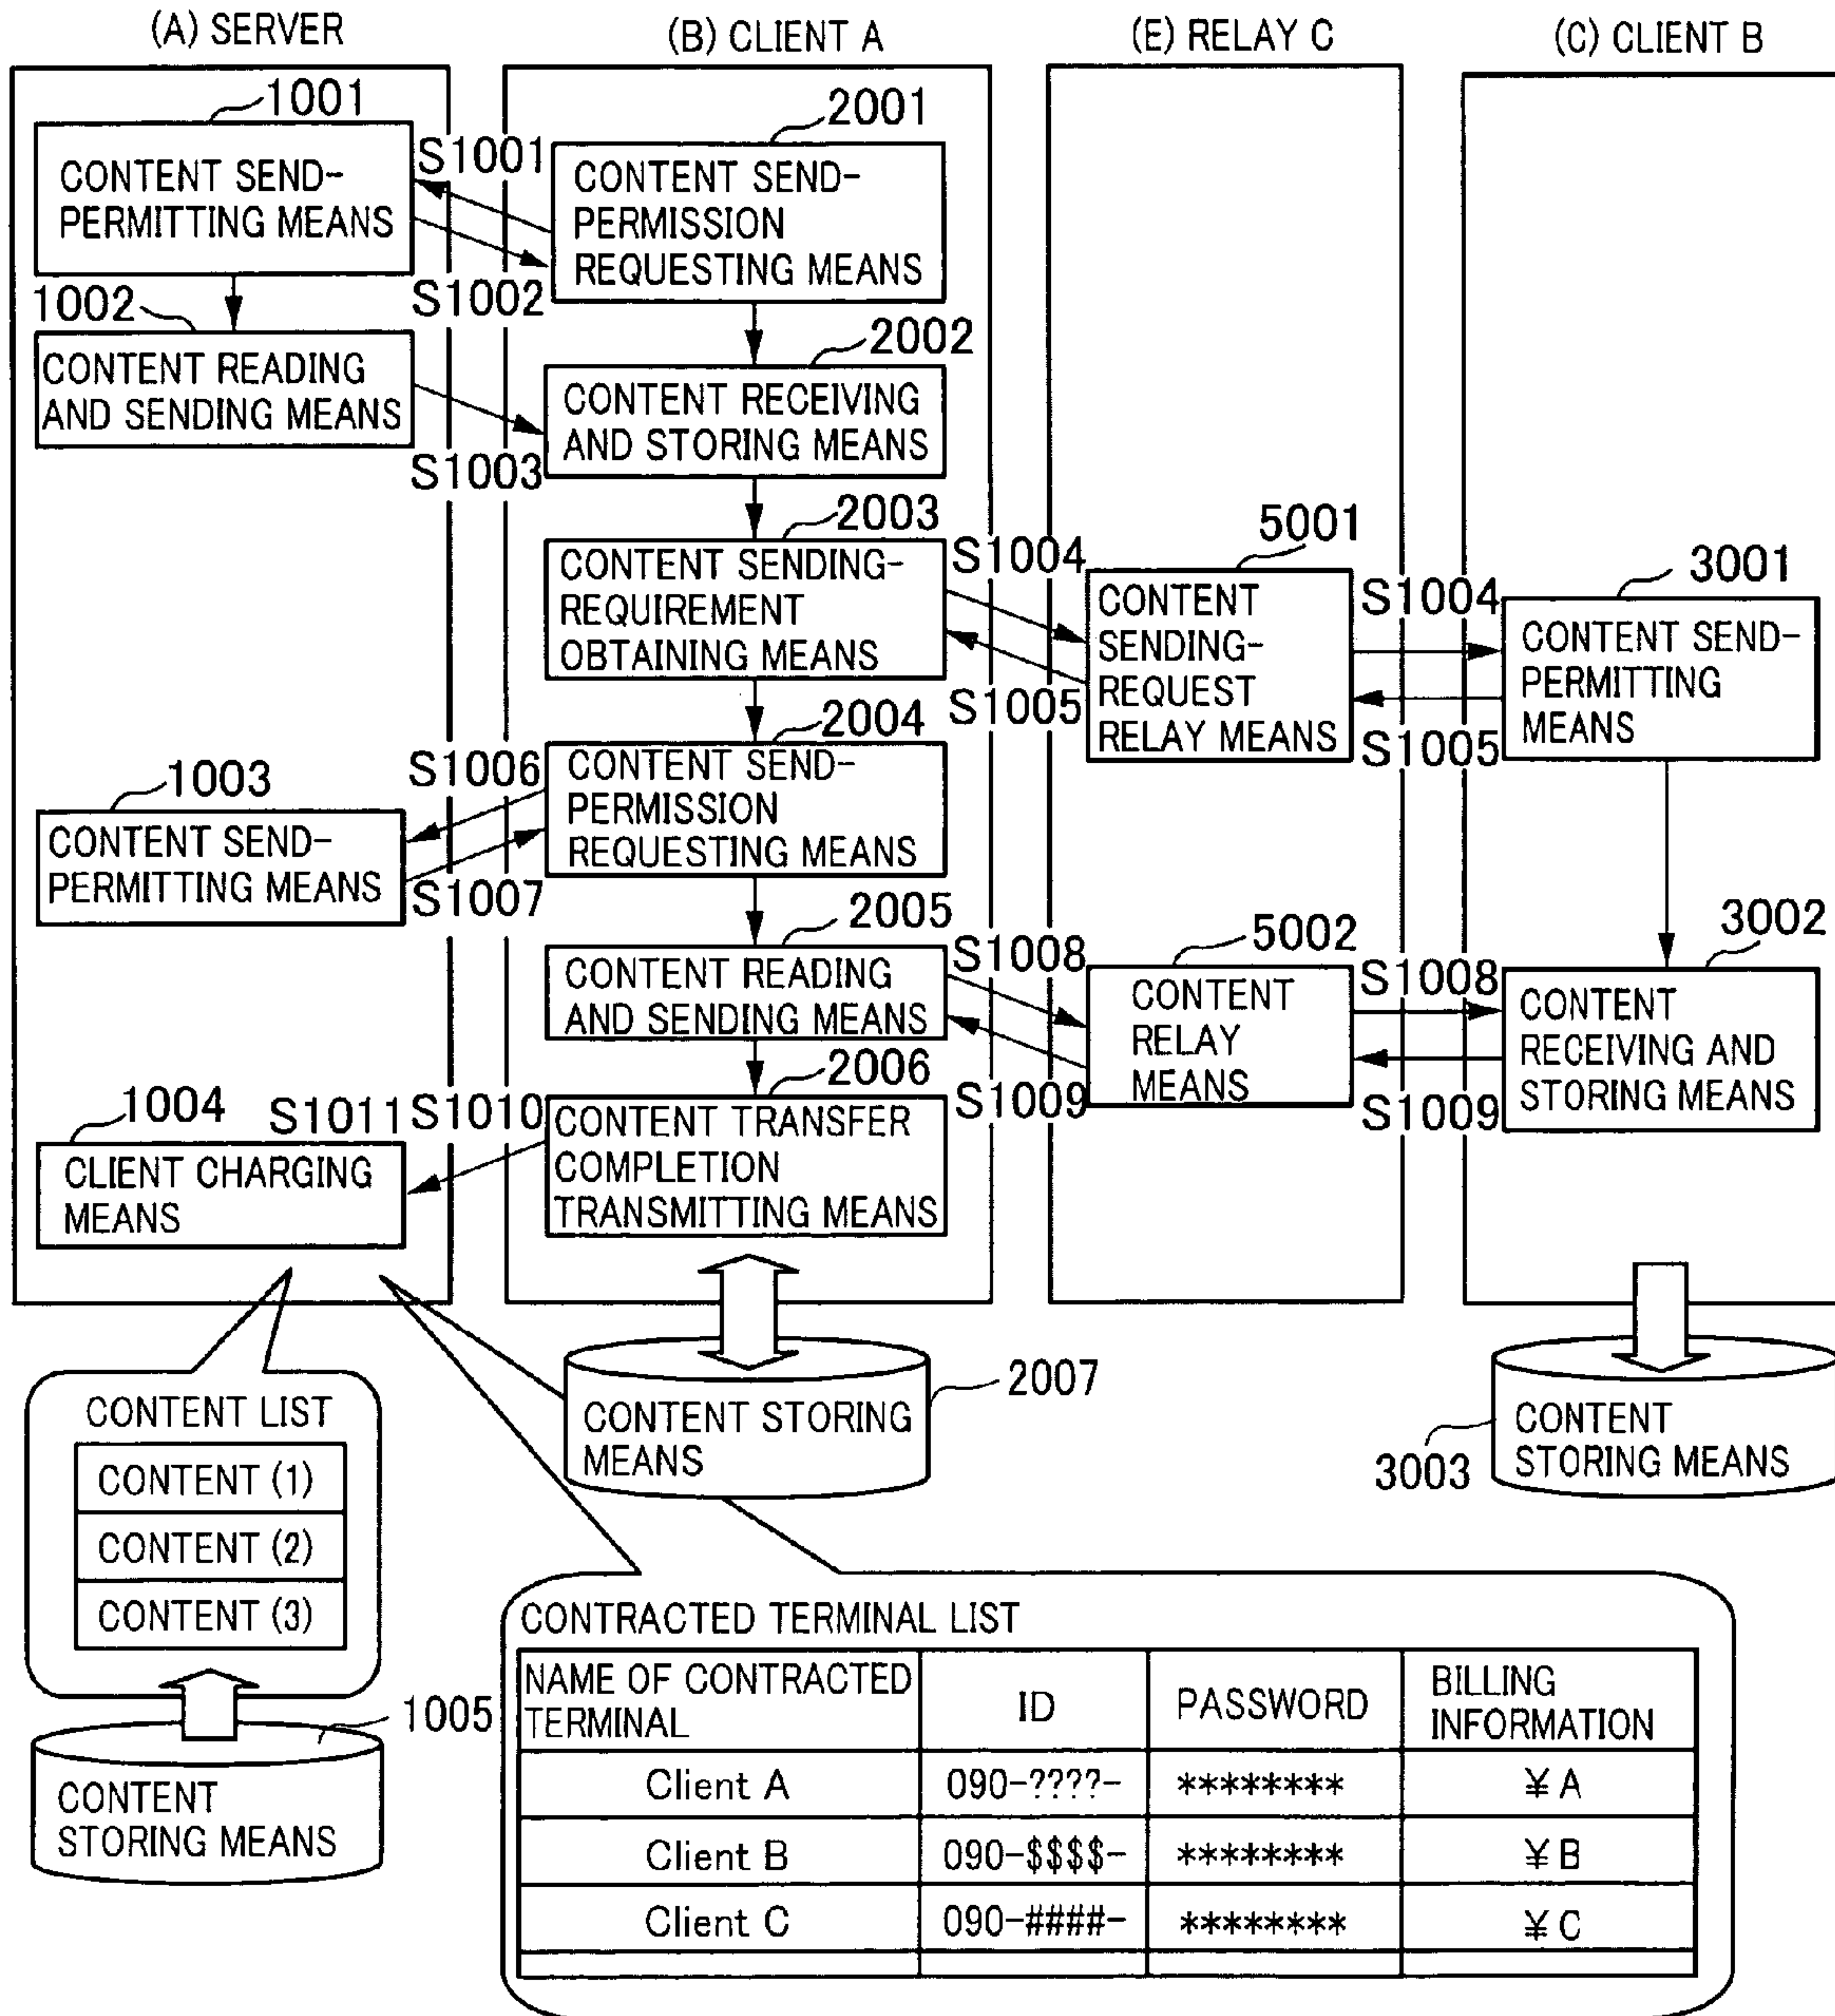 (A) SERVER
(B) CLIENT A
(E) RELAY C
(C) CLIENT B
1001
CONTENT SEND-
PERMITTING MEANS
S1001
S1002
2001
CONTENT SEND-
PERMISSION
REQUESTING MEANS
1002
CONTENT READING
AND SENDING MEANS
S1003
2002
CONTENT RECEIVING
AND STORING MEANS
2003
CONTENT SENDING-
REQUIREMENT
OBTAINING MEANS
S1004
S1005
5001
CONTENT
SENDING-
REQUEST
RELAY MEANS
S1004
S1005
3001
CONTENT SEND-
PERMITTING
MEANS
1003
CONTENT SEND-
PERMITTING MEANS
S1006
S1007
2004
CONTENT SEND-
PERMISSION
REQUESTING MEANS
2005
CONTENT READING
AND SENDING MEANS
S1008
S1009
5002
CONTENT
RELAY
MEANS
S1008
S1009
3002
CONTENT
RECEIVING AND
STORING MEANS
1004
S1011
S1010
CLIENT CHARGING
MEANS
2006
CONTENT TRANSFER
COMPLETION
TRANSMITTING MEANS
CONTENT LIST
CONTENT (1)
CONTENT (2)
CONTENT (3)
1005
CONTENT
STORING MEANS
2007
CONTENT STORING
MEANS
3003
CONTENT
STORING MEANS
CONTRACTED TERMINAL LIST
NAME OF CONTRACTED
TERMINAL
ID
PASSWORD
BILLING
INFORMATION
Client A 090-????- ******** ¥A
Client B 090-$$$$- ******** ¥B
Client C 090-####- ******** ¥C